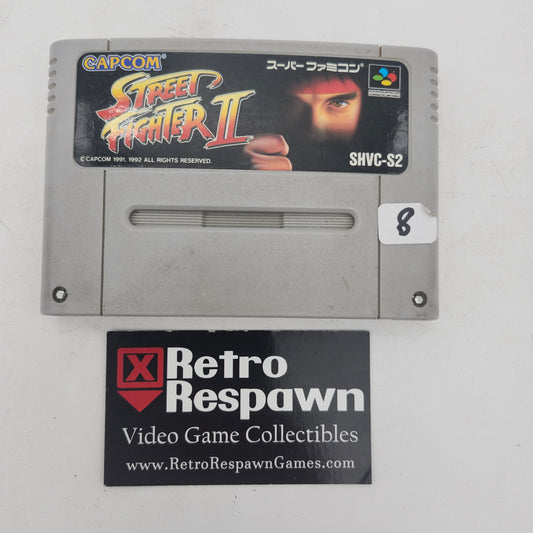 CAPCOM
STREET
FIGHTER II
スーパーファミコン
© CAPCOM 1991, 1992 ALL RIGHTS RESERVED.
SHVC-S2
8
X Retro
Respawn
Video Game Collectibles
www.RetroRespawnGames.com